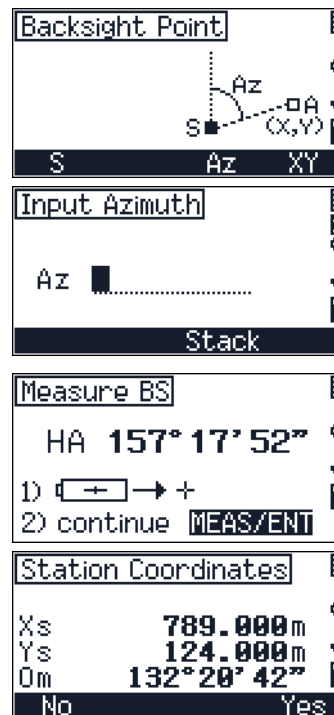 Backsight Point
Az
A
S (X,Y)
S Az XY
Input Azimuth
Az
Stack
Measure BS
HA 157°17'52"
1)
2) continue MEAS/ENT
Station Coordinates
Xs 789.000m
Ys 124.000m
Om 132°20'42"
No Yes